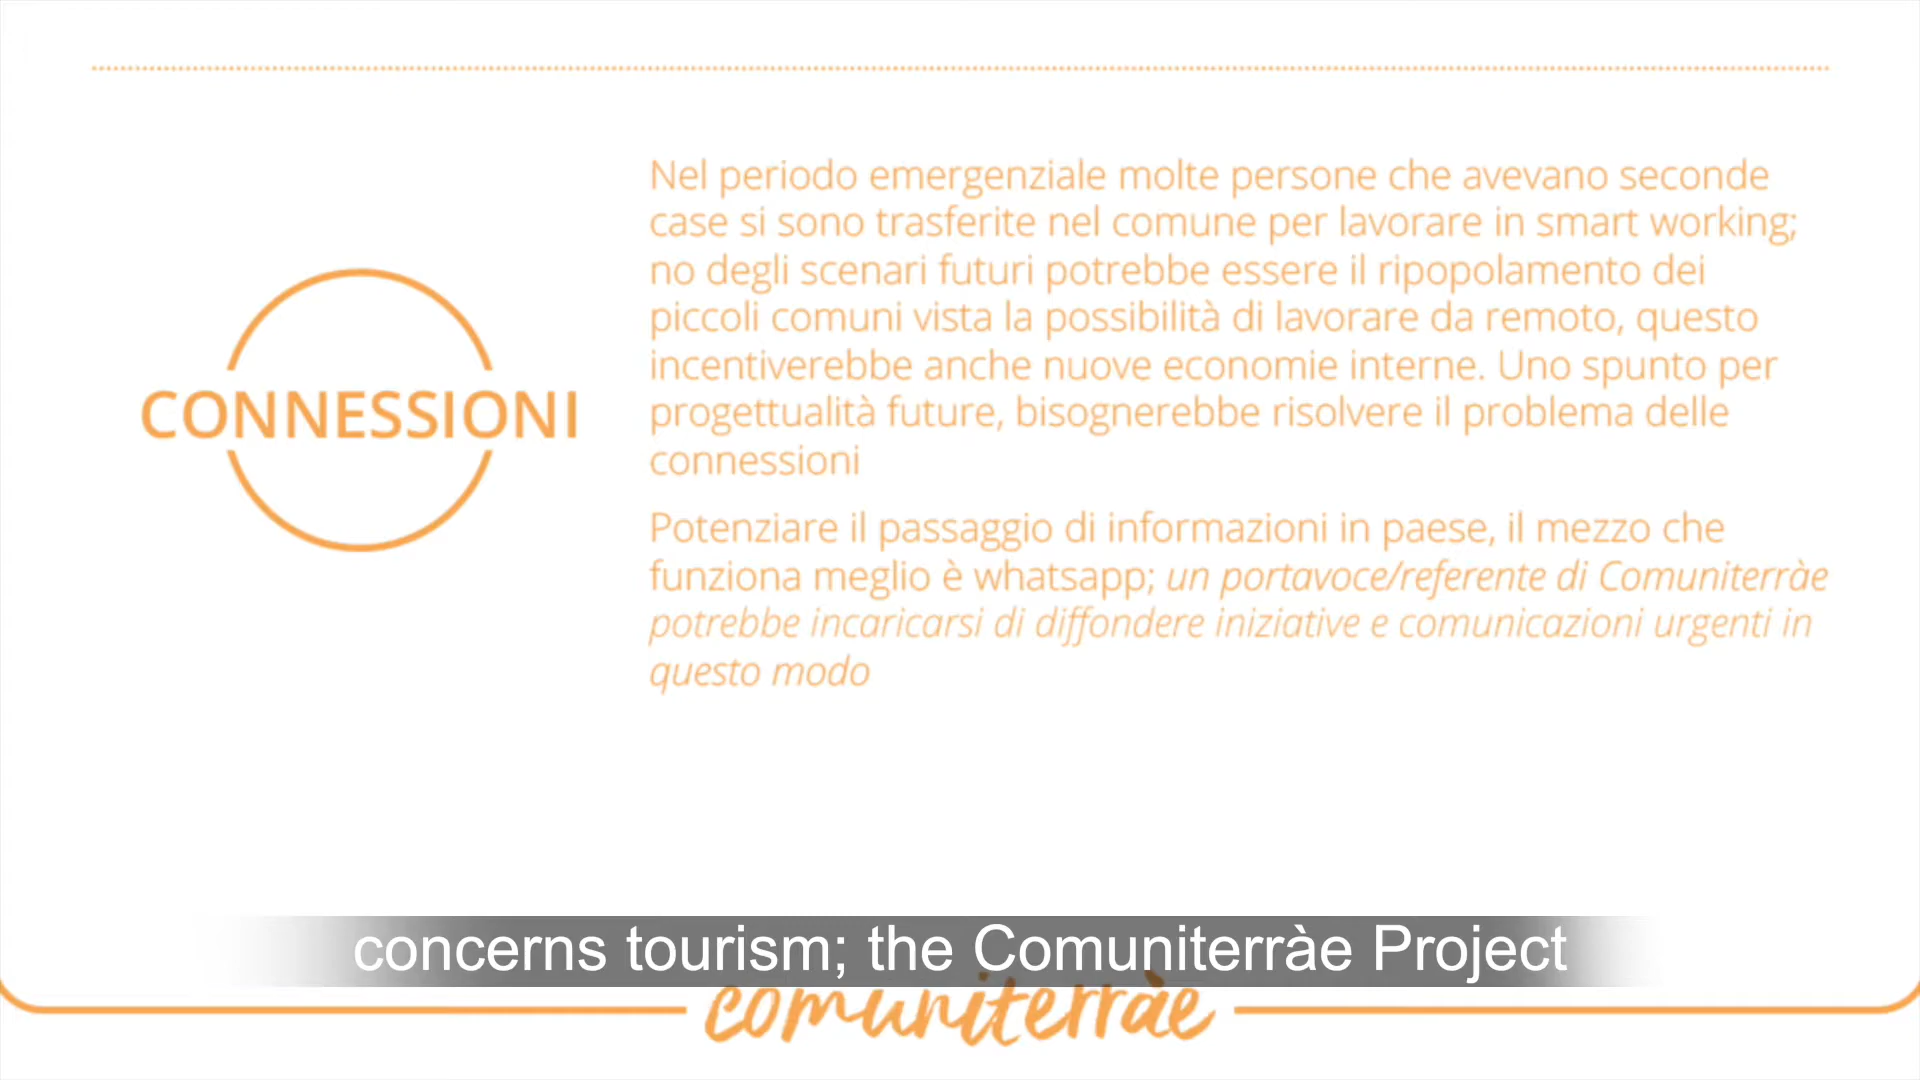 Nel periodo emergenziale molte persone che avevano seconde
case si sono trasferite nel comune per lavorare in smart working;
no degli scenari futuri potrebbe essere il ripopolamento dei
piccoli comuni vista la possibilità di lavorare da remoto, questo
incentiverebbe anche nuove economie interne. Uno spunto per
progettualità future, bisognerebbe risolvere il problema delle
connessioni
CONNESSIONI
Potenziare il passaggio di informazioni in paese, il mezzo che
funziona meglio è whatsapp; un portavoce/referente di Comuniterràe
potrebbe incaricarsi di diffondere iniziative e comunicazioni urgenti in
questo modo
concerns tourism; the Comuniterràe Project
comuniterràe